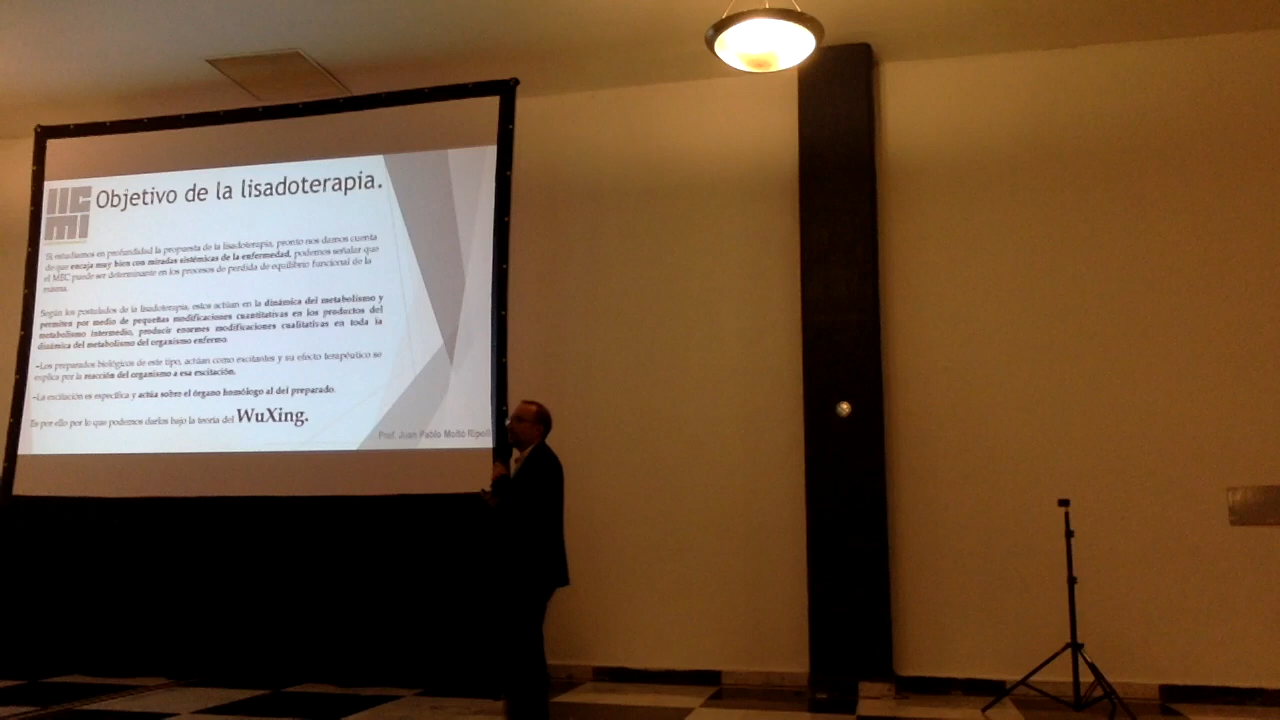 IIC
MI
Objetivo de la lisadoterapia.
Si estudiamos en profundidad la propuesta de la lisadoterapia, pronto nos damos cuenta
de que encaja muy bien con miradas sistémicas de la enfermedad, podemos señalar que
el MEC puede ser determinante en los procesos de perdida de equilibrio funcional de la
misma.
Según los postulados de la lisadoterapia, estos actúan en la dinámica del metabolismo y
permiten por medio de pequeñas modificaciones cuantitativas en los productos del
metabolismo intermedio, producir enormes modificaciones cualitativas en toda la
dinámica del metabolismo del organismo enfermo.
-Los preparados biológicos de este tipo, actúan como excitantes y su efecto terapéutico se
explica por la reacción del organismo a esa excitación.
-La excitación es especifica y actúa sobre el órgano homólogo al del preparado.
Es por ello por lo que podemos darlos bajo la teoría del WuXing.
Prof. Juan Pablo Moltó Ripoll